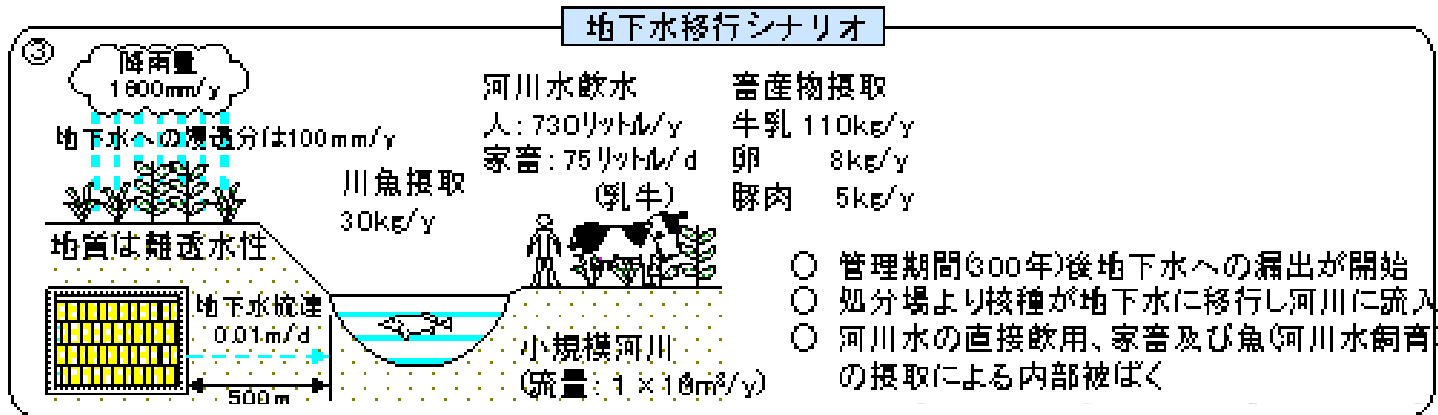 地下水移行シナリオ
③
降雨量
1600mm/y
地下水への浸透分は100mm/y
河川水飲水
人:730リットル/y
家畜:75リットル/d
(乳牛)
畜産物摂取
牛乳 110kg/y
卵 8kg/y
豚肉 5kg/y
川魚摂取
30kg/y
地質は難透水性
地下水流速
0.01m/d
500m
小規模河川
(流量:1×10m³/y)
○ 管理期間(300年)後地下水への漏出が開始
○ 処分場より核種が地下水に移行し河川に流入
○ 河川水の直接飲用、家畜及び魚(河川水飼育
の摂取による内部被ばく